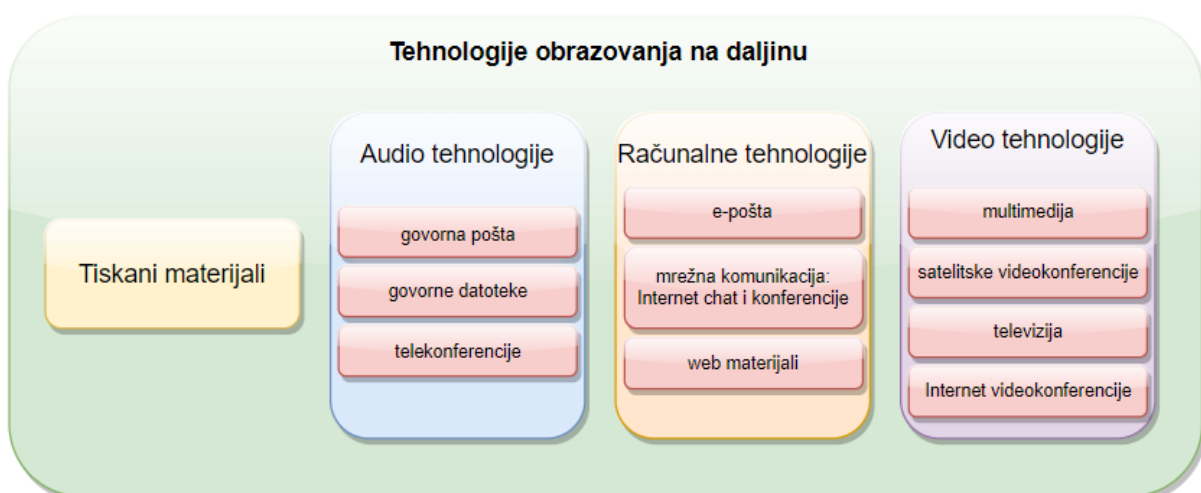 Tehnologije obrazovanja na daljinu
Tiskani materijali
Audio tehnologije
govorna pošta
govorne datoteke
telekonferencije
Računalne tehnologije
e-pošta
mrežna komunikacija:
Internet chat i konferencije
web materijali
Video tehnologije
multimedija
satelitske videokonferencije
televizija
Internet videokonferencije